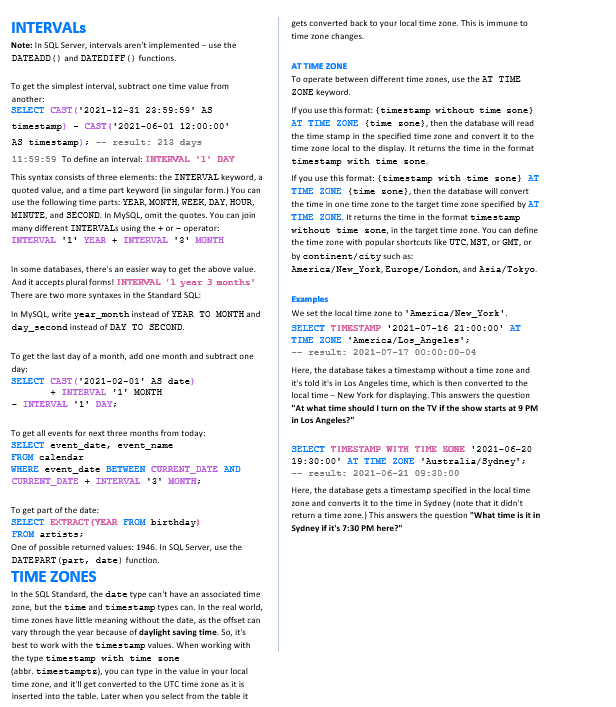 INTERVALs
Note: In SQL Server, intervals aren't implemented – use the
DATEADD() and DATEDIFF() functions.
To get the simplest interval, subtract one time value from
another:
SELECT CAST('2021-12-31 23:59:59' AS
timestamp) - CAST('2021-06-01 12:00:00'
AS timestamp); -- result: 213 days
11:59:59 To define an interval: INTERVAL '1' DAY
This syntax consists of three elements: the INTERVAL keyword, a
quoted value, and a time part keyword (in singular form.) You can
use the following time parts: YEAR, MONTH, WEEK, DAY, HOUR,
MINUTE, and SECOND. In MySQL, omit the quotes. You can join
many different INTERVALs using the + or - operator:
INTERVAL '1' YEAR + INTERVAL '3' MONTH
In some databases, there's an easier way to get the above value.
And it accepts plural forms! INTERVAL '1 year 3 months'
There are two more syntaxes in the Standard SQL:
In MySQL, write year_month instead of YEAR TO MONTH and
day_second instead of DAY TO SECOND.
To get the last day of a month, add one month and subtract one
day:
SELECT CAST('2021-02-01' AS date)
+ INTERVAL '1' MONTH
- INTERVAL '1' DAY;
To get all events for next three months from today:
SELECT event_date, event_name
FROM calendar
WHERE event_date BETWEEN CURRENT_DATE AND
CURRENT_DATE + INTERVAL '3' MONTH;
To get part of the date:
SELECT EXTRACT(YEAR FROM birthday)
FROM artists;
One of possible returned values: 1946. In SQL Server, use the
DATEPART(part, date) function.
TIME ZONES
In the SQL Standard, the date type can't have an associated time
zone, but the time and timestamp types can. In the real world,
time zones have little meaning without the date, as the offset can
vary through the year because of daylight saving time. So, it's
best to work with the timestamp values. When working with
the type timestamp with time zone
(abbr. timestamptz), you can type in the value in your local
time zone, and it'll get converted to the UTC time zone as it is
inserted into the table. Later when you select from the table it
gets converted back to your local time zone. This is immune to
time zone changes.
AT TIME ZONE
To operate between different time zones, use the AT TIME
ZONE keyword.
If you use this format: {timestamp without time zone}
AT TIME ZONE {time zone}, then the database will read
the time stamp in the specified time zone and convert it to the
time zone local to the display. It returns the time in the format
timestamp with time zone.
If you use this format: {timestamp with time zone} AT
TIME ZONE {time zone}, then the database will convert
the time in one time zone to the target time zone specified by AT
TIME ZONE. It returns the time in the format timestamp
without time zone, in the target time zone. You can define
the time zone with popular shortcuts like UTC, MST, or GMT, or
by continent/city such as:
America/New_York, Europe/London, and Asia/Tokyo.
Examples
We set the local time zone to 'America/New_York'.
SELECT TIMESTAMP '2021-07-16 21:00:00' AT
TIME ZONE 'America/Los_Angeles';
-- result: 2021-07-17 00:00:00-04
Here, the database takes a timestamp without a time zone and
it's told it's in Los Angeles time, which is then converted to the
local time – New York for displaying. This answers the question
"At what time should I turn on the TV if the show starts at 9 PM
in Los Angeles?"
SELECT TIMESTAMP WITH TIME ZONE '2021-06-20
19:30:00' AT TIME ZONE 'Australia/Sydney';
-- result: 2021-06-21 09:30:00
Here, the database gets a timestamp specified in the local time
zone and converts it to the time in Sydney (note that it didn't
return a time zone.) This answers the question "What time is it in
Sydney if it's 7:30 PM here?"